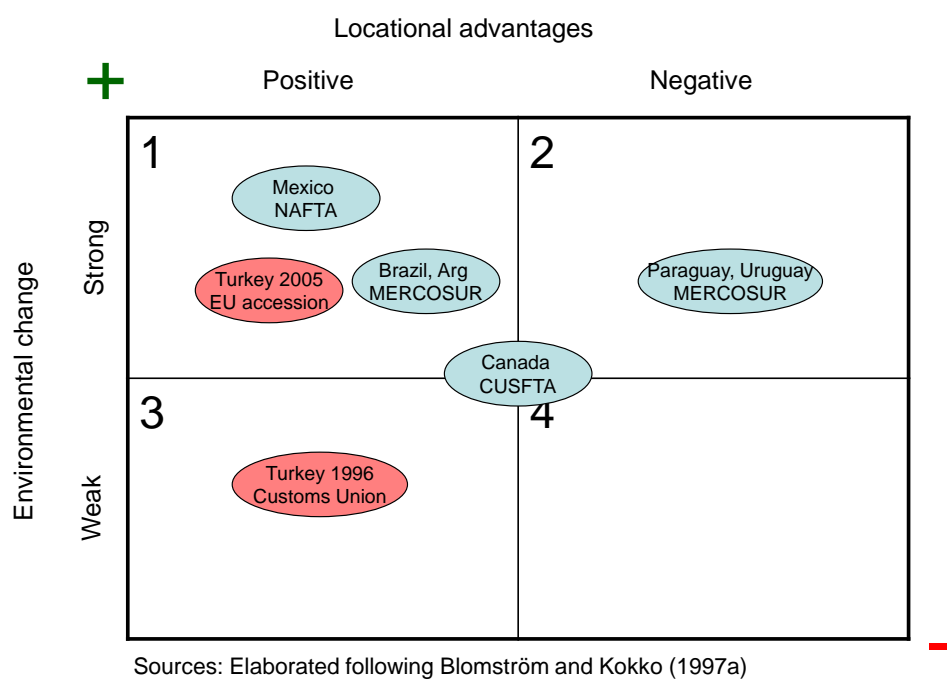 Locational advantages
+
Positive
Negative
Environmental change
Strong
Weak
1
2
Mexico
NAFTA
Turkey 2005
EU accession
Brazil, Arg
MERCOSUR
Paraguay, Uruguay
MERCOSUR
Canada
CUSFTA
3
4
Turkey 1996
Customs Union
-
Sources: Elaborated following Blomström and Kokko (1997a)